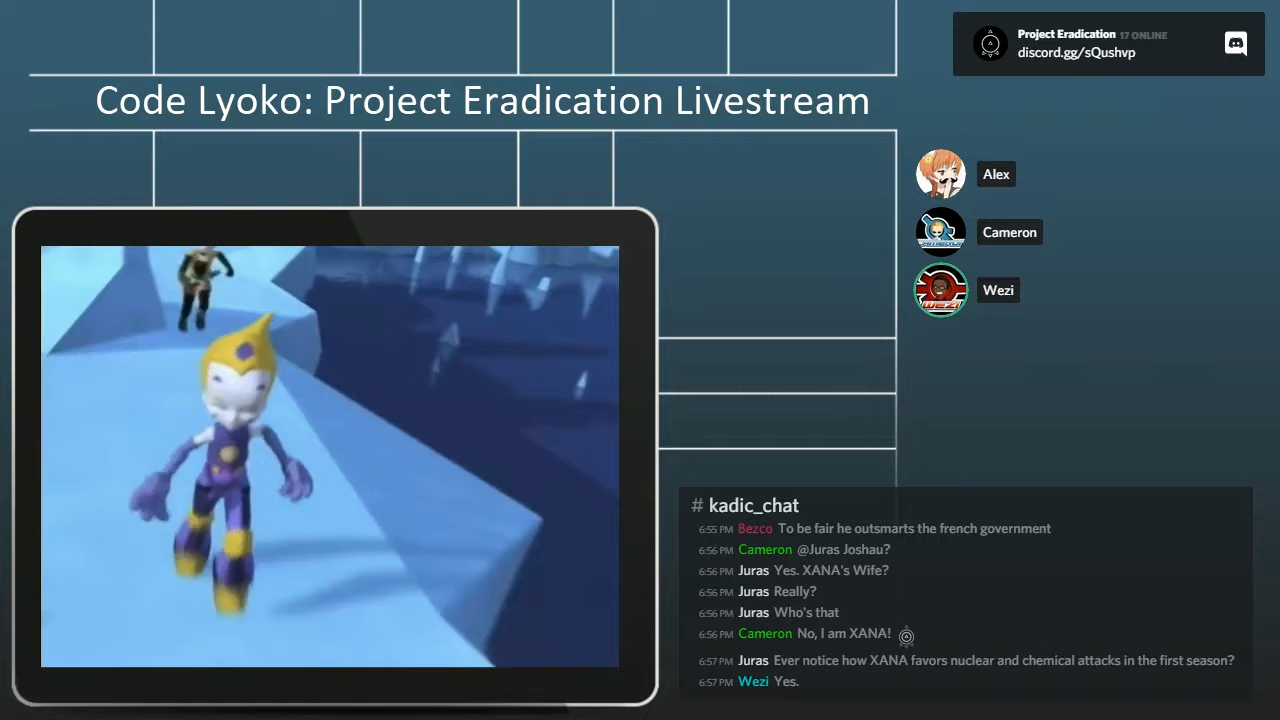 Project Eradication 17 ONLINE
discord.gg/sQushvp
Code Lyoko: Project Eradication Livestream
Alex
Cameron
Wezi
WEZI
# kadic_chat
6:55 PM Bezco To be fair he outsmarts the french government
6:56 PM Cameron @Juras Joshau?
6:56 PM Juras Yes. XANA's Wife?
6:56 PM Juras Really?
6:56 PM Juras Who's that
6:56 PM Cameron No, I am XANA!
6:57 PM Juras Ever notice how XANA favors nuclear and chemical attacks in the first season?
6:57 PM Wezi Yes.